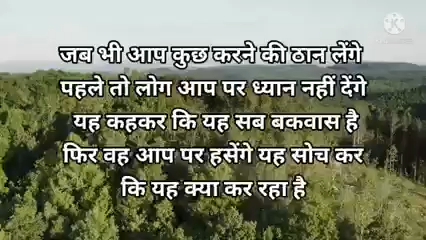 जब भी आप कुछ करने की ठान लेंगे
पहले तो लोग आप पर ध्यान नहीं देंगे
यह कहकर कि यह सब बकवास है
फिर वह आप पर हसेंगे यह सोच कर
कि यह क्या कर रहा है